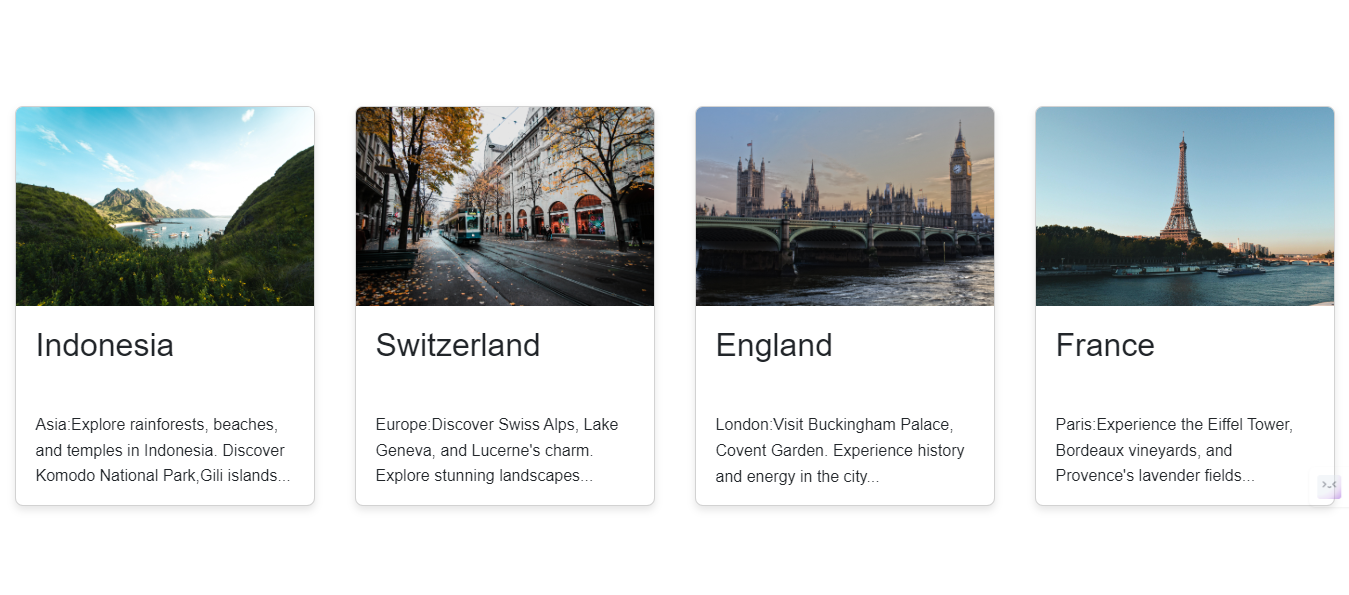 Indonesia
Asia:Explore rainforests, beaches,
and temples in Indonesia. Discover
Komodo National Park,Gili islands...
Switzerland
Europe:Discover Swiss Alps, Lake
Geneva, and Lucerne's charm.
Explore stunning landscapes...
England
London:Visit Buckingham Palace,
Covent Garden. Experience history
and energy in the city...
France
Paris:Experience the Eiffel Tower,
Bordeaux vineyards, and
Provence's lavender fields...